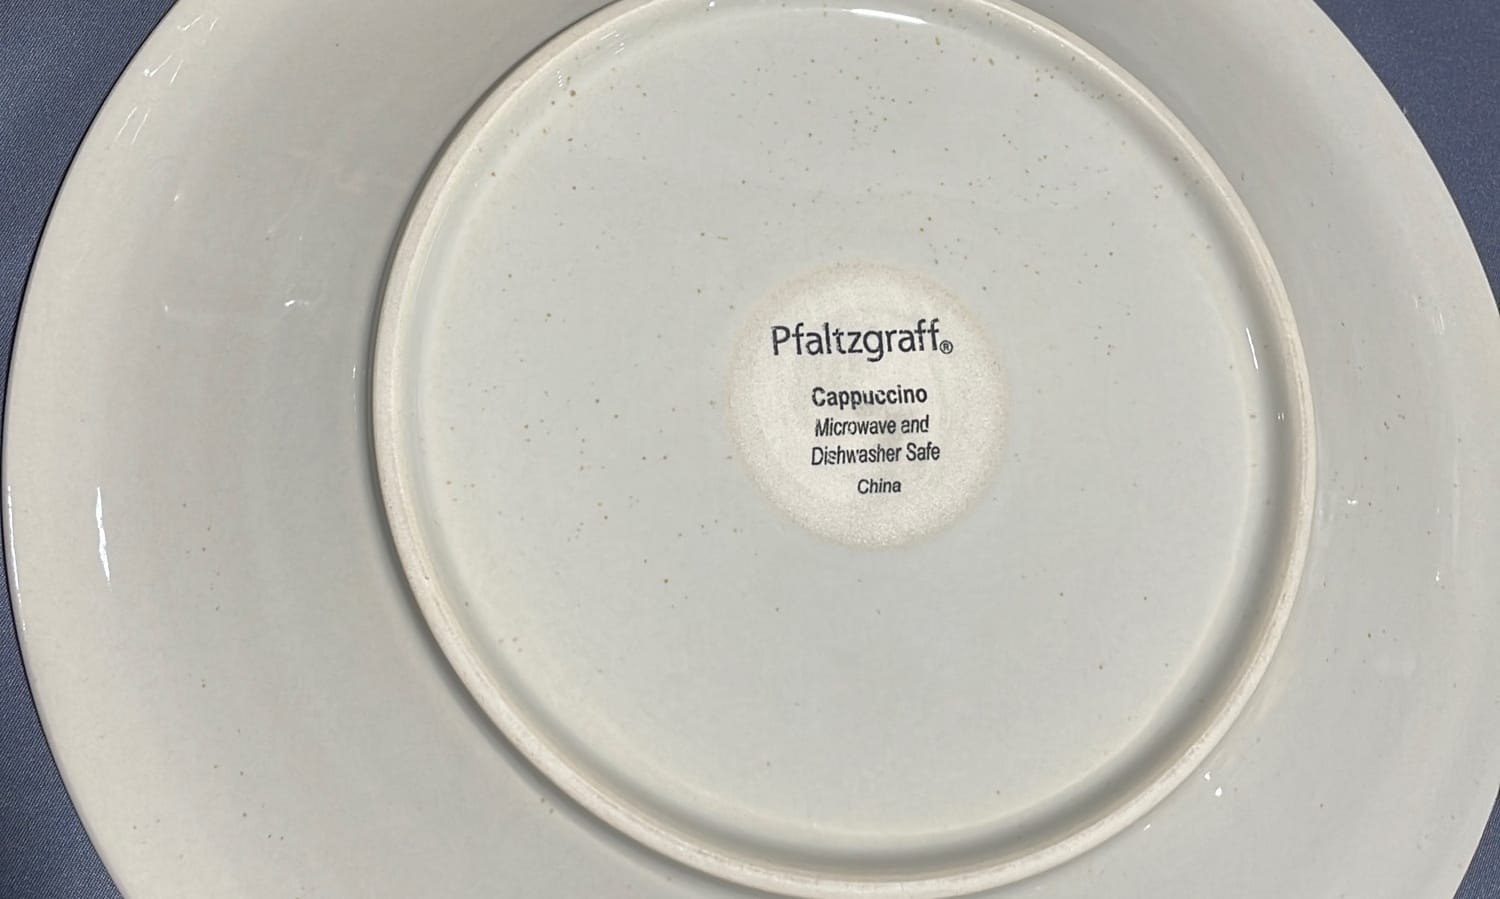 Pfaltzgraff®
Cappuccino
Microwave and
Dishwasher Safe
China